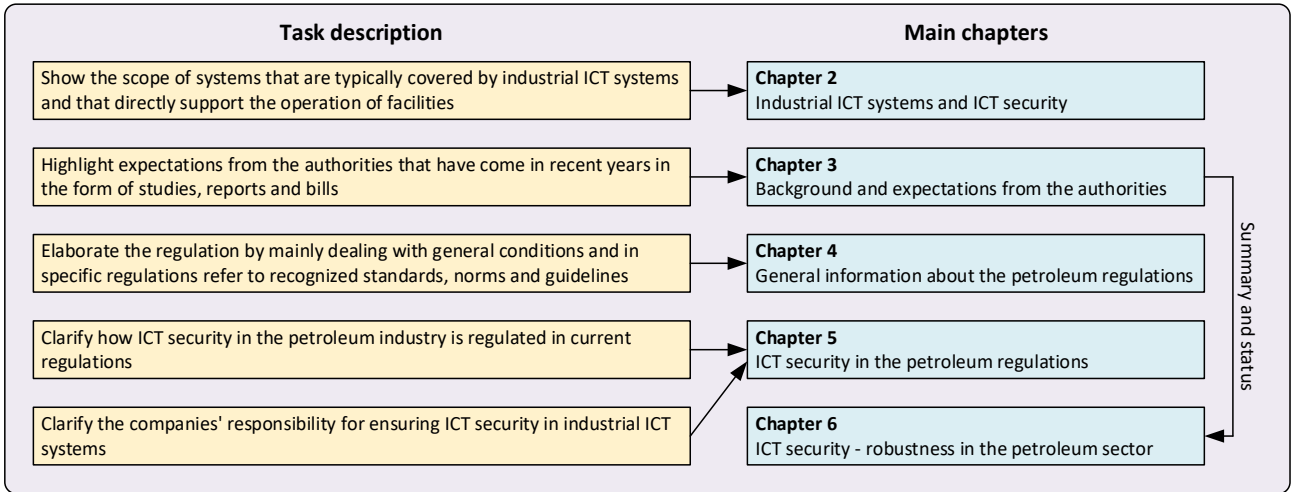 Task description
Main chapters
Show the scope of systems that are typically covered by industrial ICT systems
and that directly support the operation of facilities
Chapter 2
Industrial ICT systems and ICT security
Highlight expectations from the authorities that have come in recent years in
the form of studies, reports and bills
Chapter 3
Background and expectations from the authorities
Elaborate the regulation by mainly dealing with general conditions and in
specific regulations refer to recognized standards, norms and guidelines
Chapter 4
General information about the petroleum regulations
Clarify how ICT security in the petroleum industry is regulated in current
regulations
Chapter 5
ICT security in the petroleum regulations
Clarify the companies' responsibility for ensuring ICT security in industrial ICT
systems
Chapter 6
ICT security - robustness in the petroleum sector
Summary and status